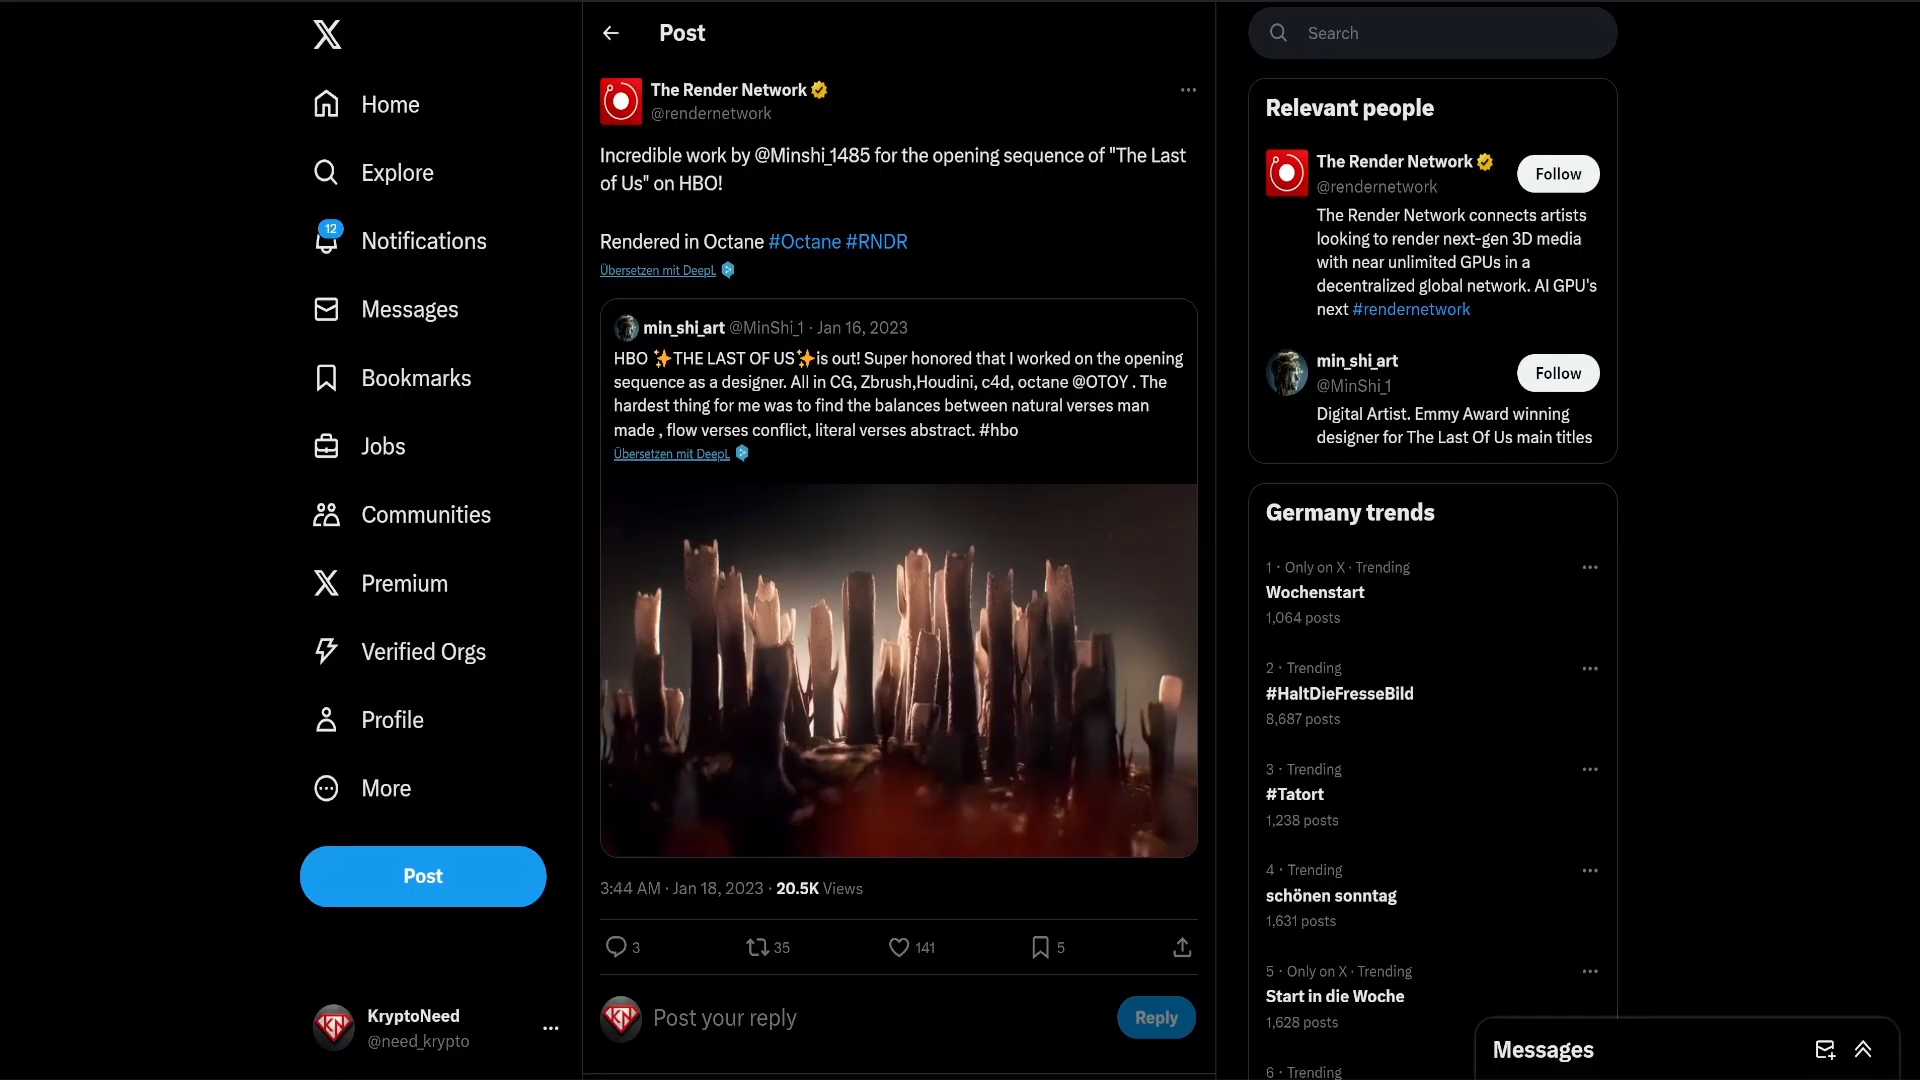 Home
Explore
12
Notifications
Messages
Bookmarks
Jobs
Communities
Premium
Verified Orgs
Profile
More
Post
KryptoNeed
@need_krypto
Post
The Render Network
@rendernetwork
Incredible work by @Minshi_1485 for the opening sequence of "The Last
of Us" on HBO!
Rendered in Octane #Octane #RNDR
Übersetzen mit DeepL
min_shi_art @MinShi_1 · Jan 16, 2023
HBO ✨THE LAST OF US✨is out! Super honored that I worked on the opening
sequence as a designer. All in CG, Zbrush,Houdini, c4d, octane @OTOY . The
hardest thing for me was to find the balances between natural verses man
made , flow verses conflict, literal verses abstract. #hbo
Übersetzen mit DeepL
3:44 AM · Jan 18, 2023 · 20.5K Views
3 35 141 5
Post your reply
Reply
Search
Relevant people
The Render Network
@rendernetwork
Follow
The Render Network connects artists
looking to render next-gen 3D media
with near unlimited GPUs in a
decentralized global network. AI GPU's
next #rendernetwork
min_shi_art
@MinShi_1
Follow
Digital Artist. Emmy Award winning
designer for The Last Of Us main titles
Germany trends
1 · Only on X · Trending
Wochenstart
1,064 posts
2 · Trending
#HaltDieFresseBild
8,687 posts
3 · Trending
#Tatort
1,238 posts
4 · Trending
schönen sonntag
1,631 posts
5 · Only on X · Trending
Start in die Woche
1,628 posts
6 · Trending
Messages